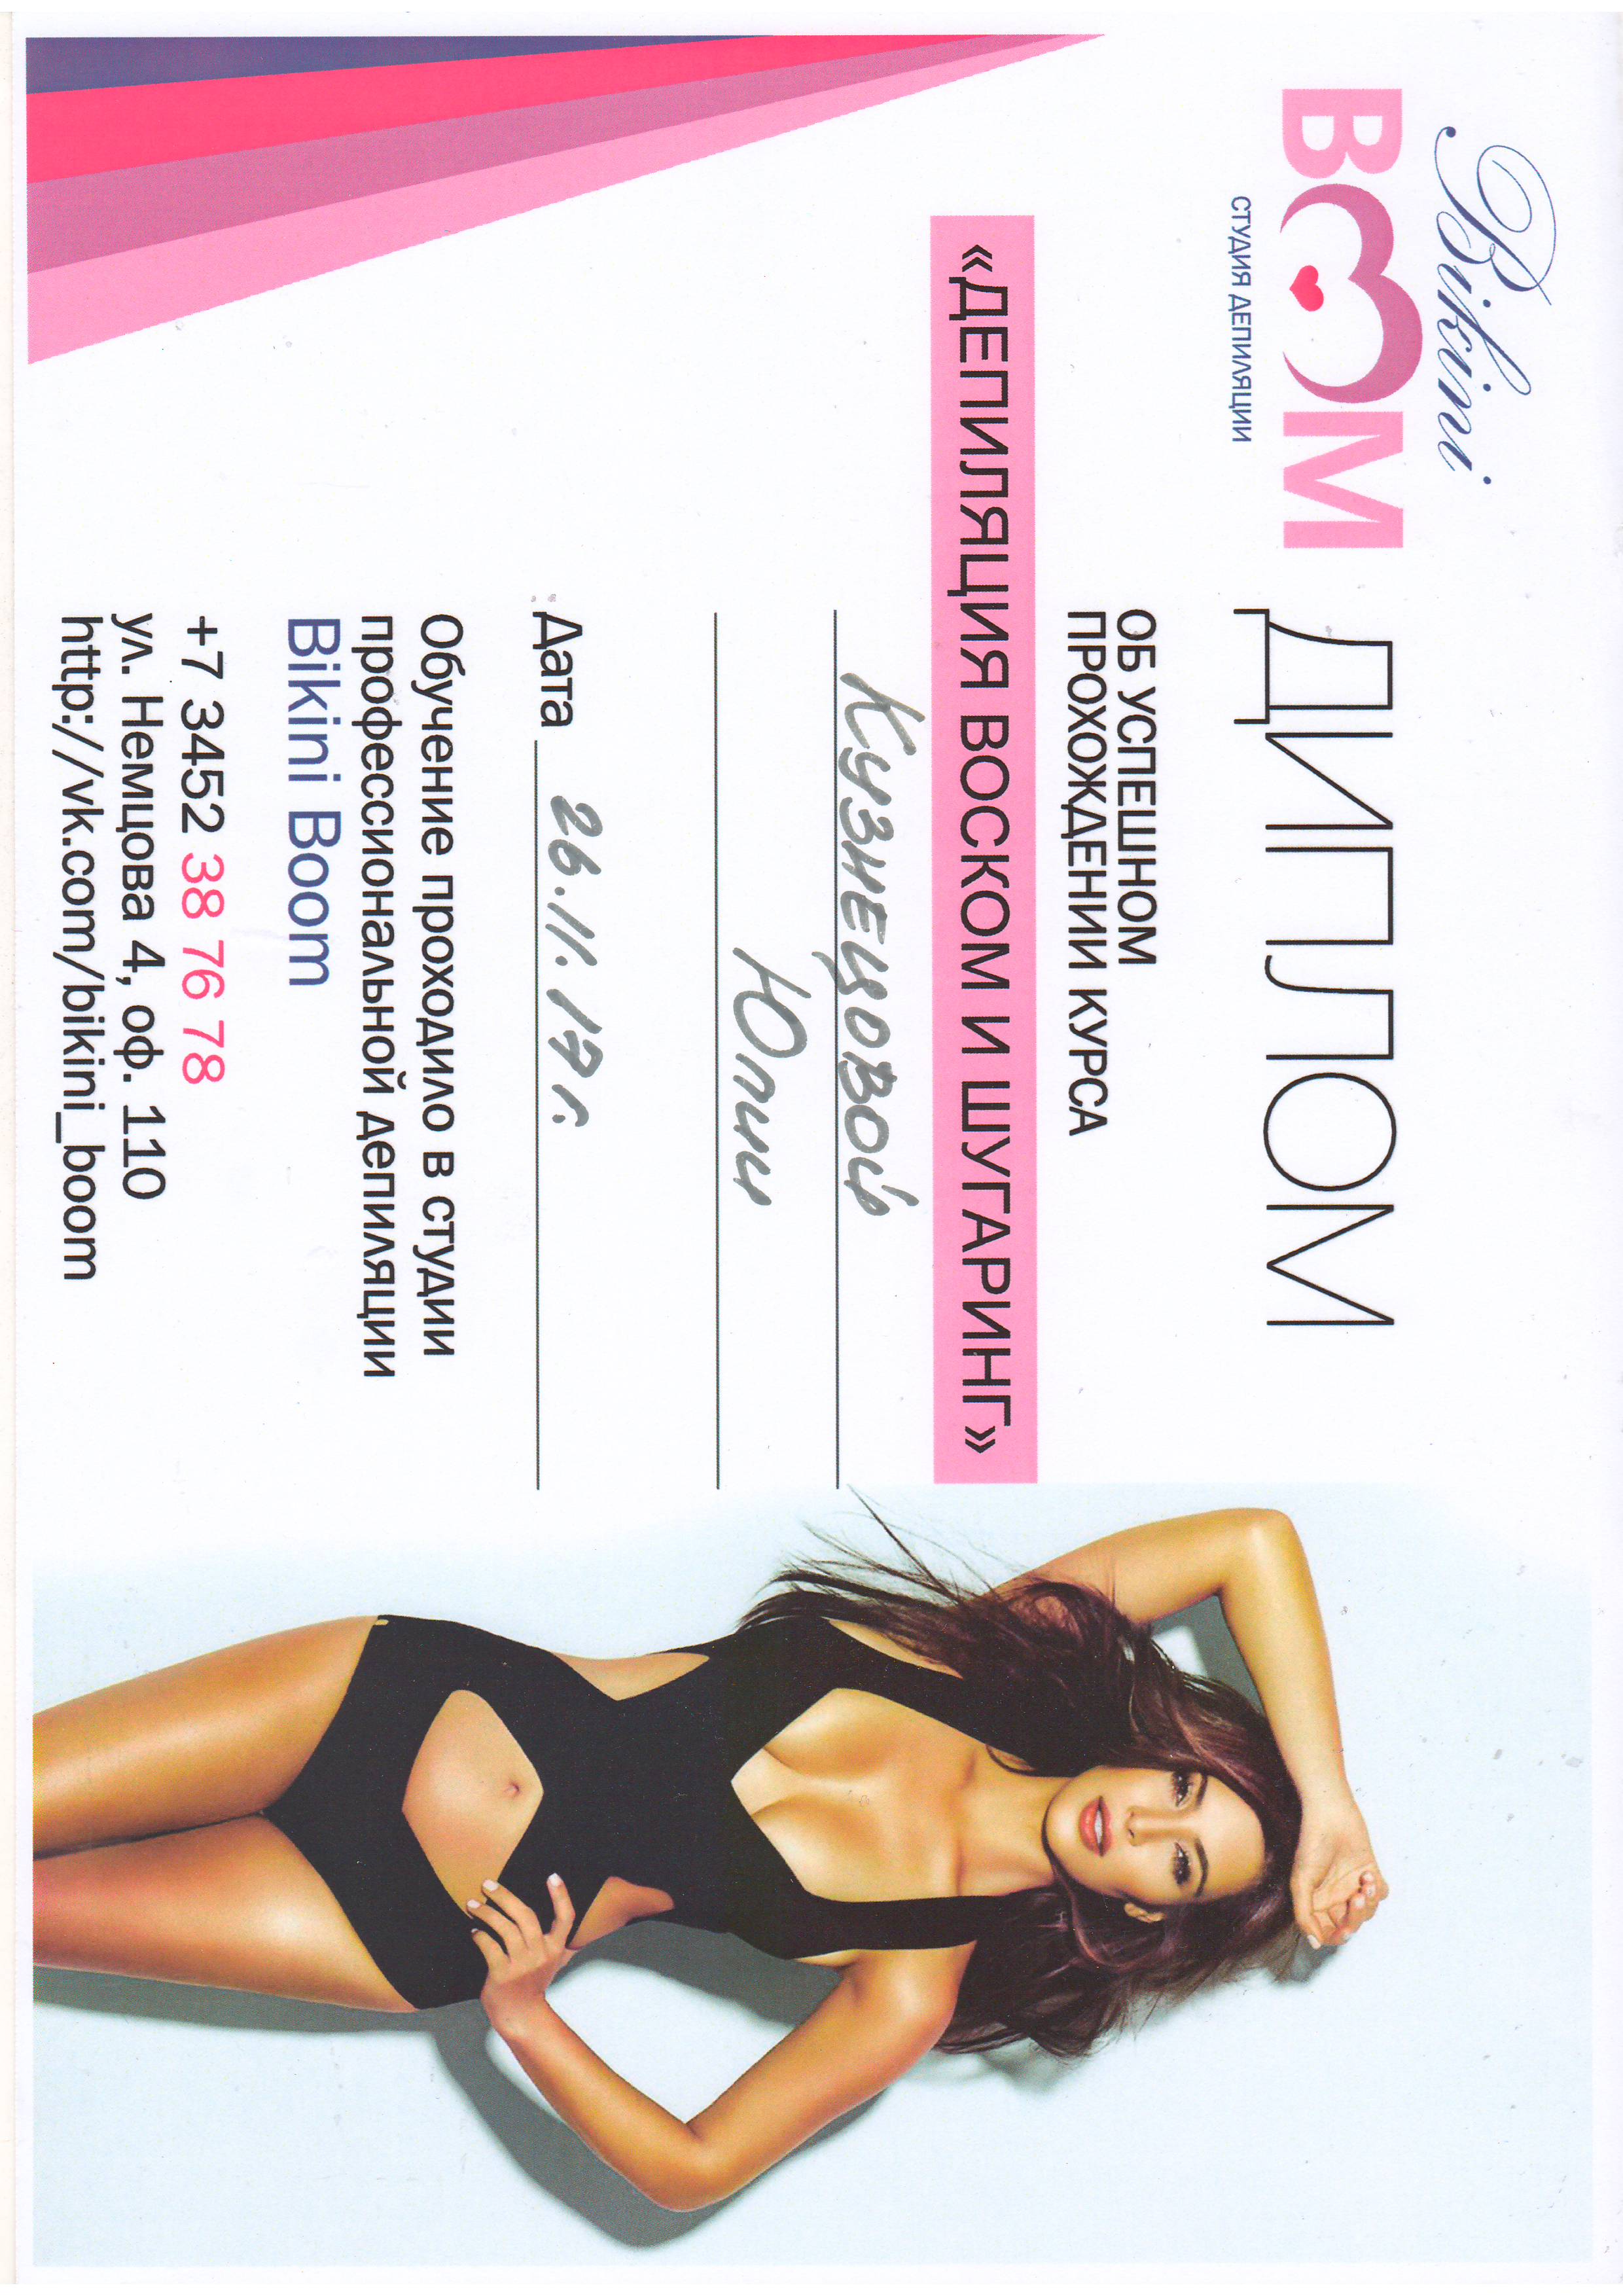 Bikini
BOOM
СТУДИЯ ДЕПИЛЯЦИИ
ДИПЛОМ
ОБ УСПЕШНОМ
ПРОХОЖДЕНИИ КУРСА
«ДЕПИЛЯЦИЯ ВОСКОМ И ШУГАРИНГ»
Кузнецовой
Юлии
Дата 26.11.17 г.
Обучение проходило в студии
профессиональной депиляции
Bikini Boom
+7 3452 38 76 78
ул. Немцова 4, оф. 110
http://vk.com/bikini_boom